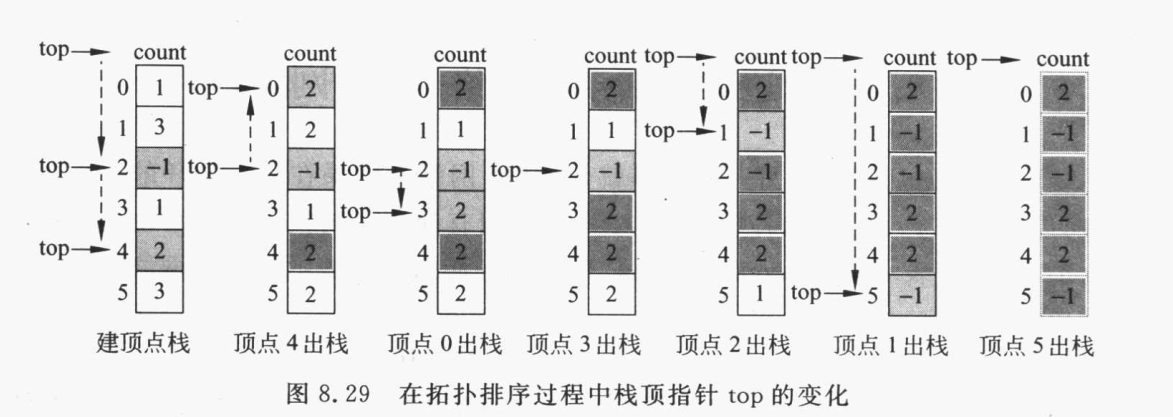 top count count count count top count top count top count
0 1 top 0 2 0 2 0 2 0 2 0 2 0 2
1 3 1 2 1 1 1 1 top 1 −1 1 −1 1 −1
top 2 −1 top 2 −1 top 2 −1 top 2 −1 2 −1 2 −1 2 −1
3 1 3 1 top 3 2 3 2 3 2 3 2 3 2
top 4 2 4 2 4 2 4 2 4 2 4 2 4 2
5 3 5 2 5 2 5 2 5 1 top 5 −1 5 −1
建顶点栈 顶点 4 出栈 顶点 0 出栈 顶点 3 出栈 顶点 2 出栈 顶点 1 出栈 顶点 5 出栈
图 8.29 在拓扑排序过程中栈顶指针 top 的变化